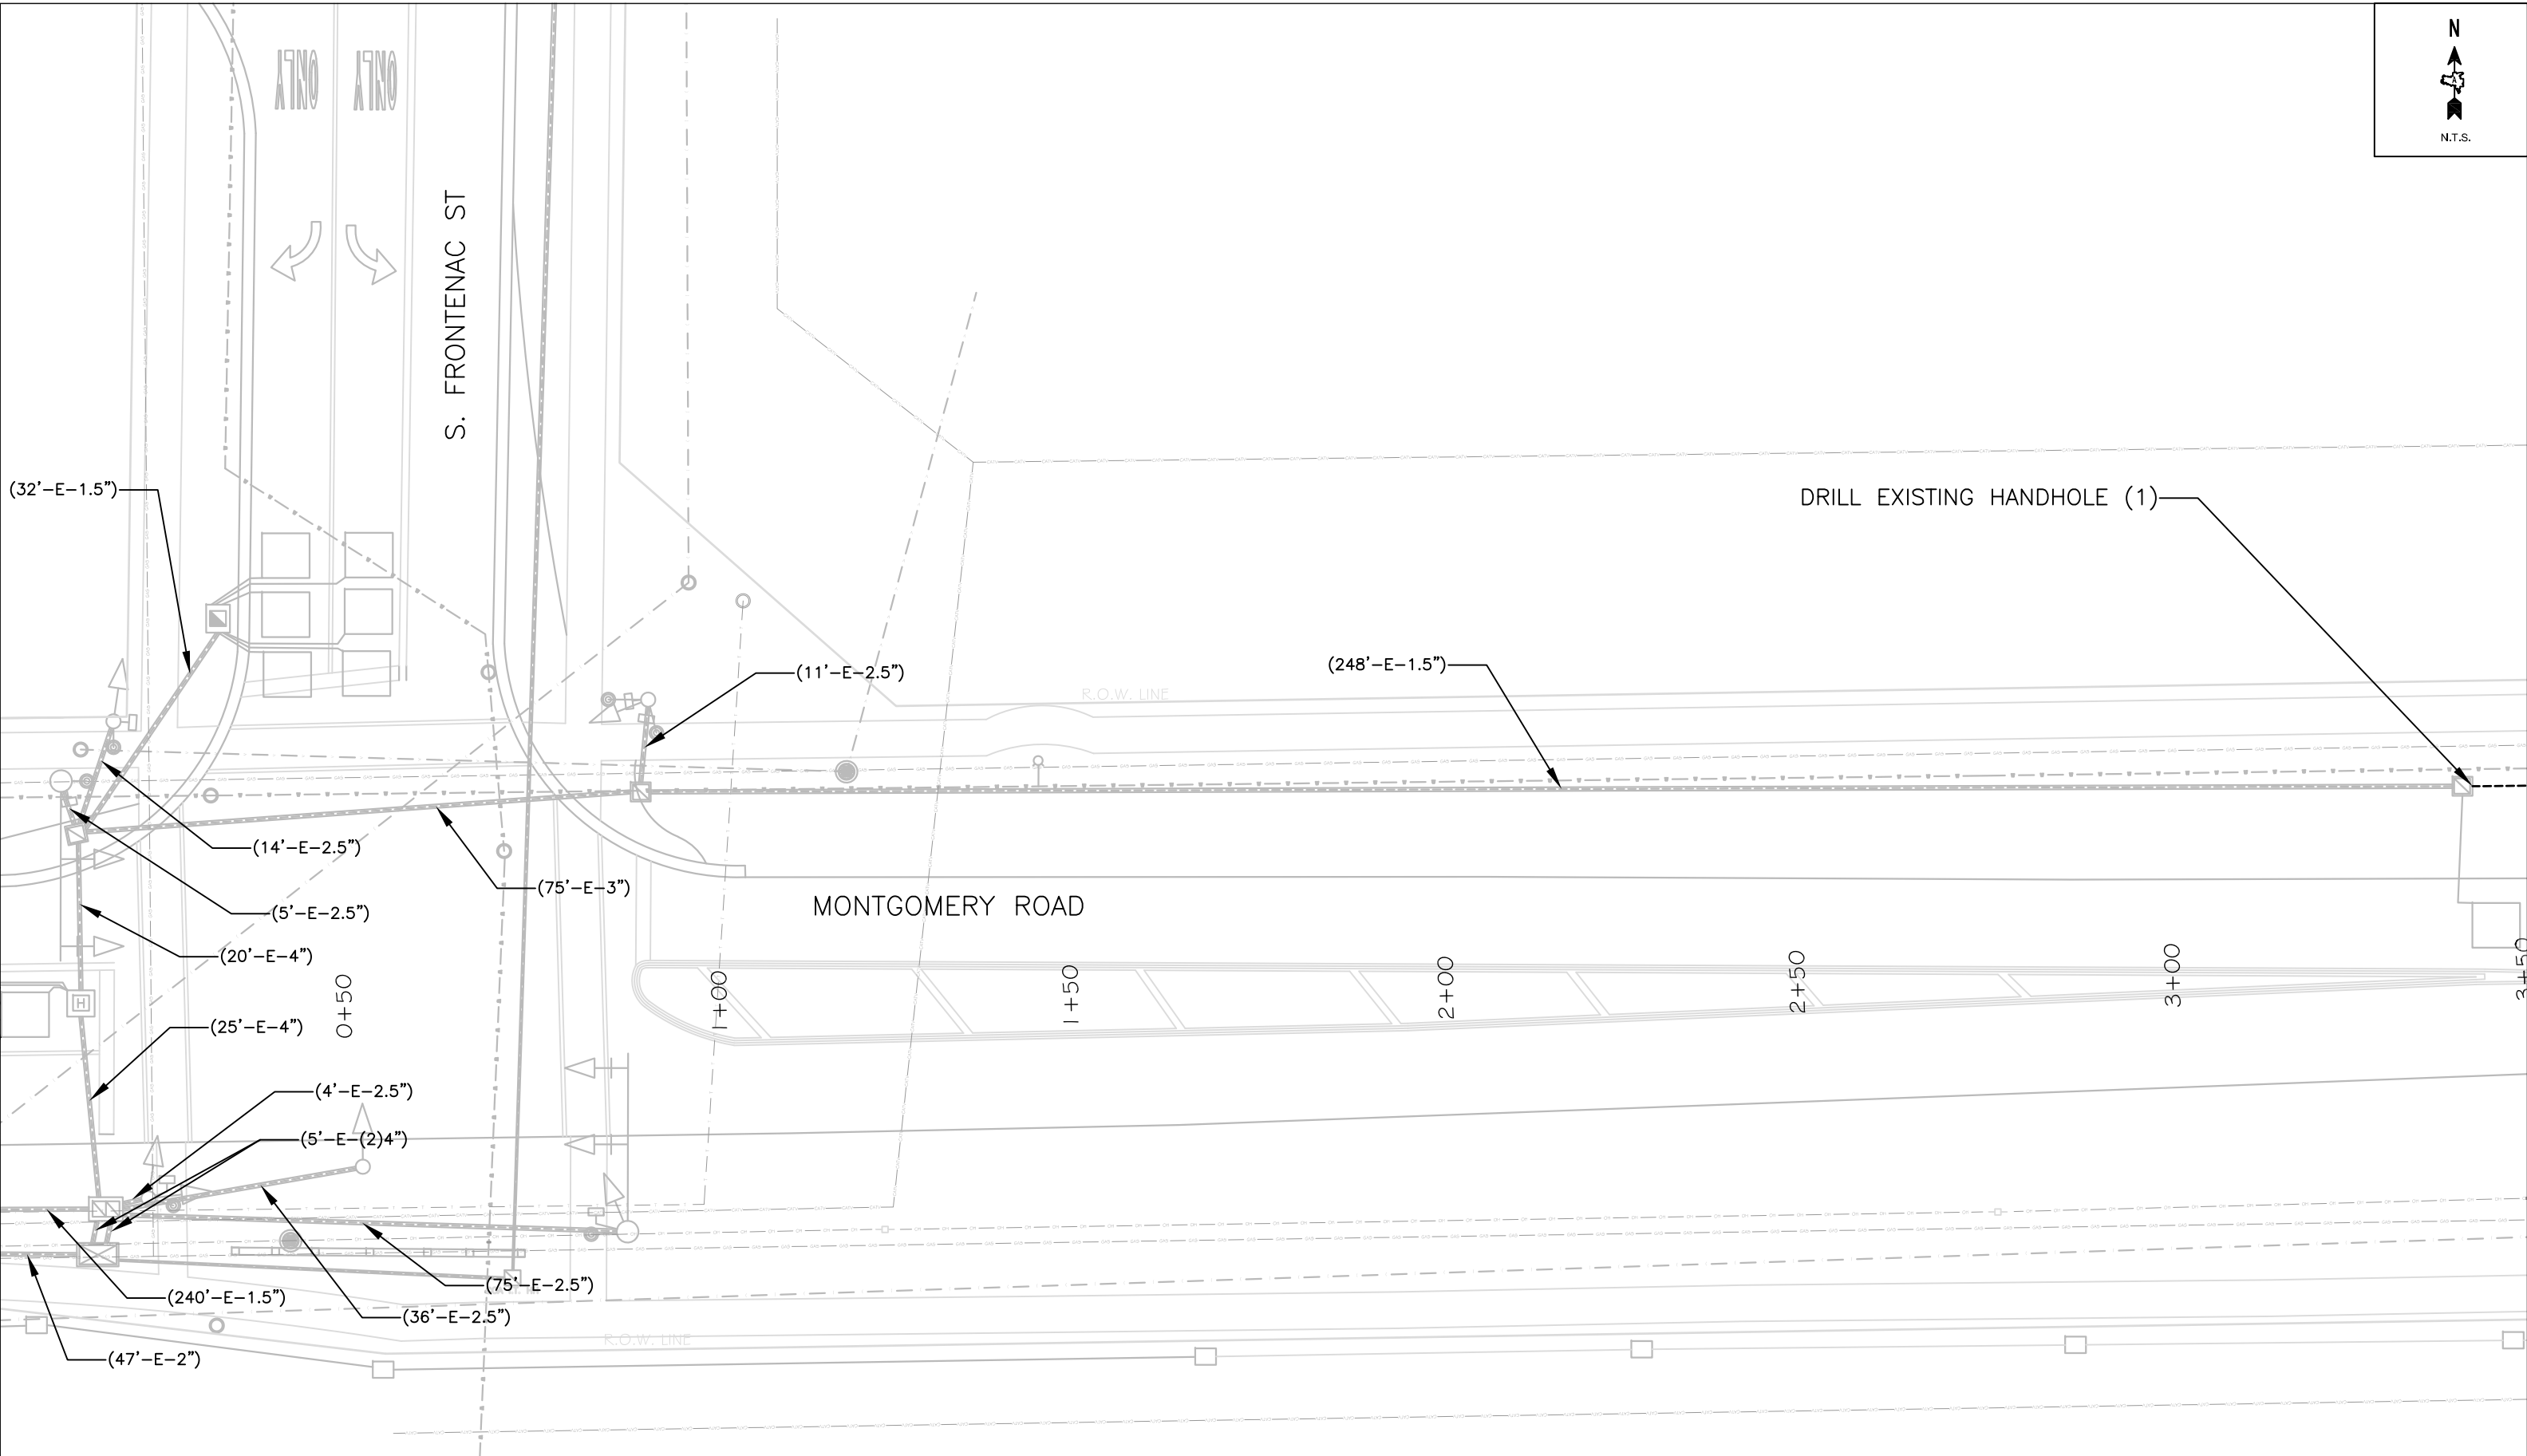 N
N.T.S.
ONLY
ONLY
S. FRONTENAC ST
(32'-E-1.5")
DRILL EXISTING HANDHOLE (1)
(11'-E-2.5")
(248'-E-1.5")
R.O.W. LINE
(14'-E-2.5")
(75'-E-3")
(5'-E-2.5")
MONTGOMERY ROAD
(20'-E-4")
H
0+50
1+00
1+50
2+00
2+50
3+00
3+50
(25'-E-4")
(4'-E-2.5")
(5'-E-(2)4")
(75'-E-2.5")
(240'-E-1.5")
(36'-E-2.5")
R.O.W. LINE
(47'-E-2")